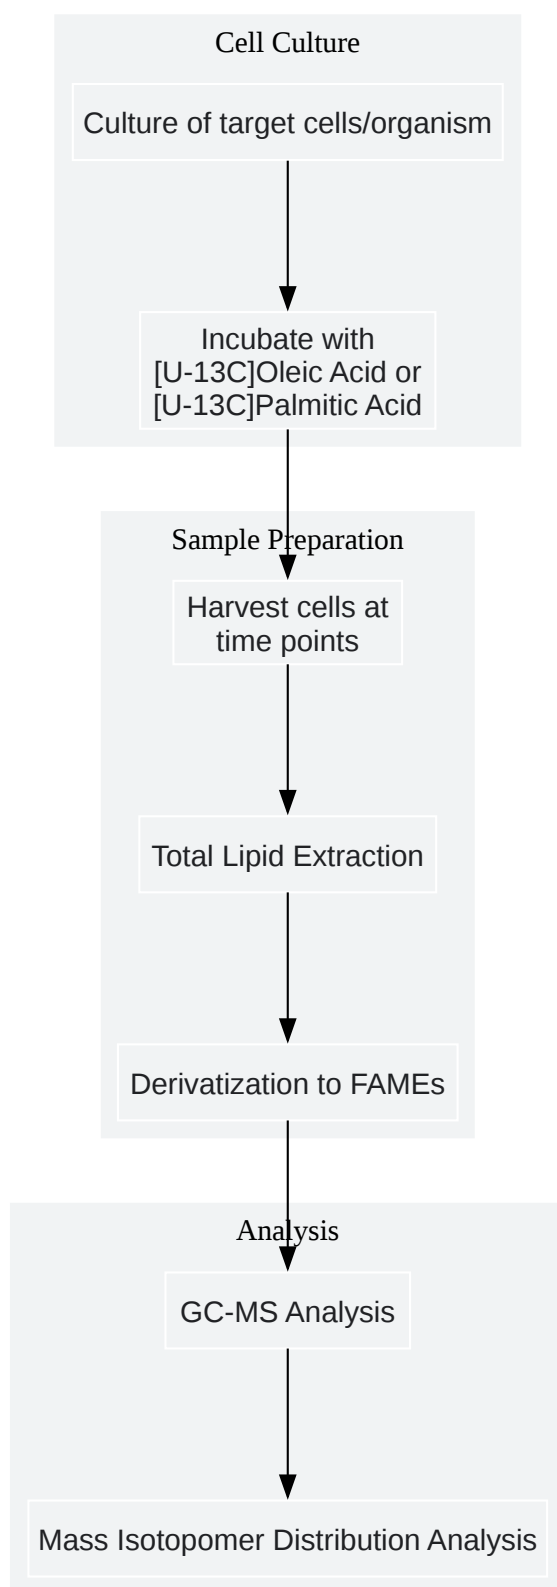 Cell Culture
Culture of target cells/organism
Incubate with
[U-13C]Oleic Acid or
[U-13C]Palmitic Acid
Sample Preparation
Harvest cells at
time points
Total Lipid Extraction
Derivatization to FAMEs
Analysis
GC-MS Analysis
Mass Isotopomer Distribution Analysis